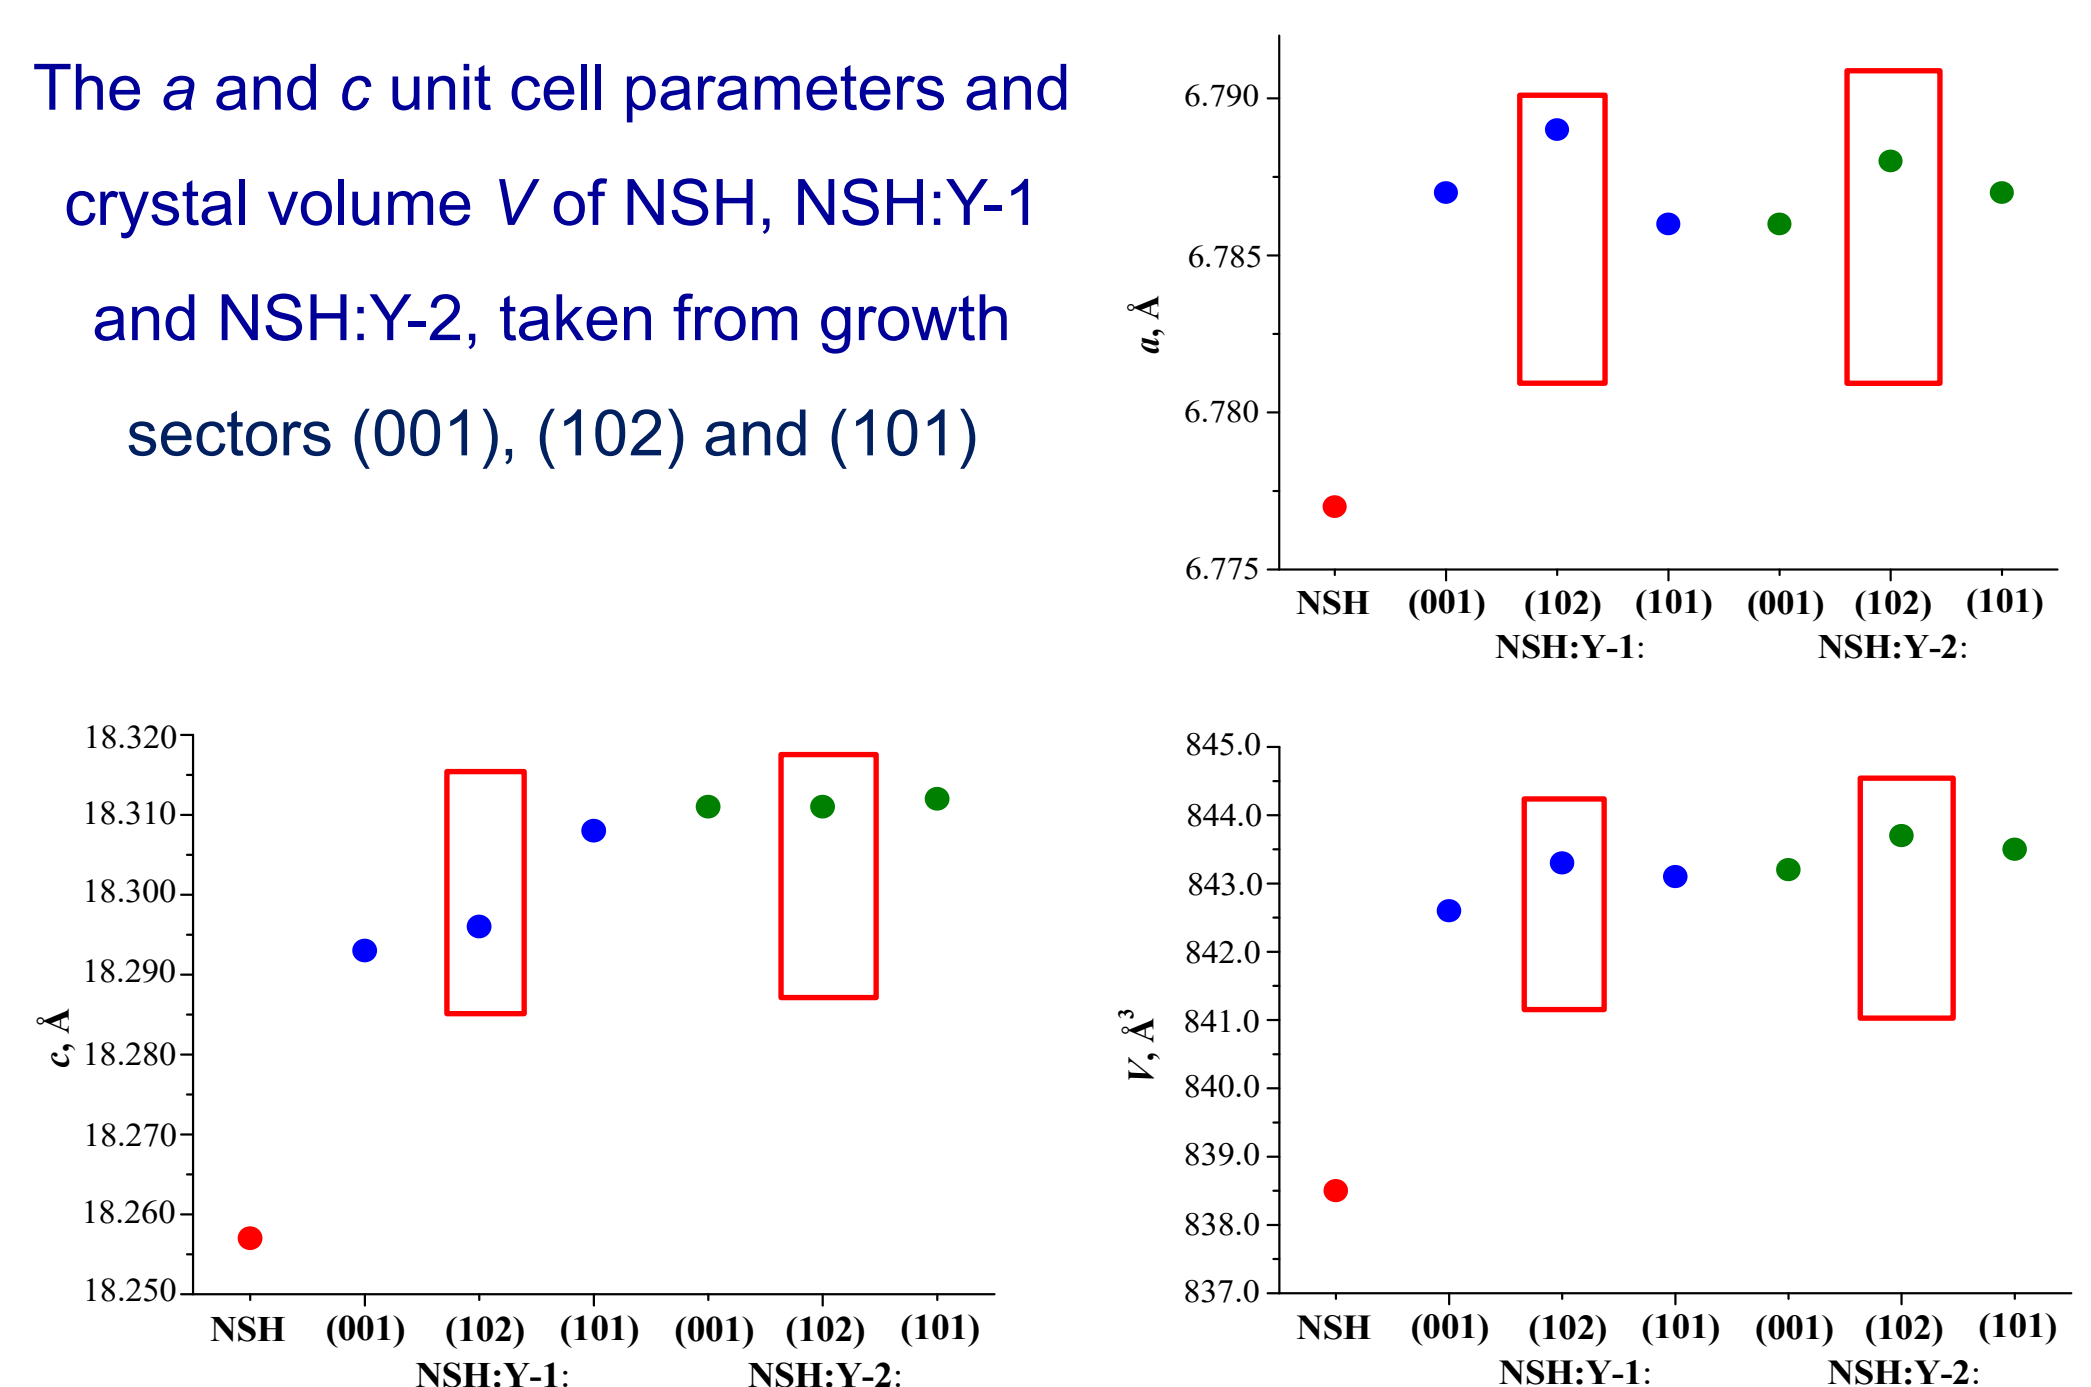 The a and c unit cell parameters and
crystal volume V of NSH, NSH:Y-1
and NSH:Y-2, taken from growth
sectors (001), (102) and (101)
6.790
6.785
6.780
6.775
a, Å
NSH (001) (102) (101) (001) (102) (101)
NSH:Y-1: NSH:Y-2:
18.320
18.310
18.300
18.290
18.280
18.270
18.260
18.250
c, Å
NSH (001) (102) (101) (001) (102) (101)
NSH:Y-1: NSH:Y-2:
845.0
844.0
843.0
842.0
841.0
840.0
839.0
838.0
837.0
V, Å³
NSH (001) (102) (101) (001) (102) (101)
NSH:Y-1: NSH:Y-2: